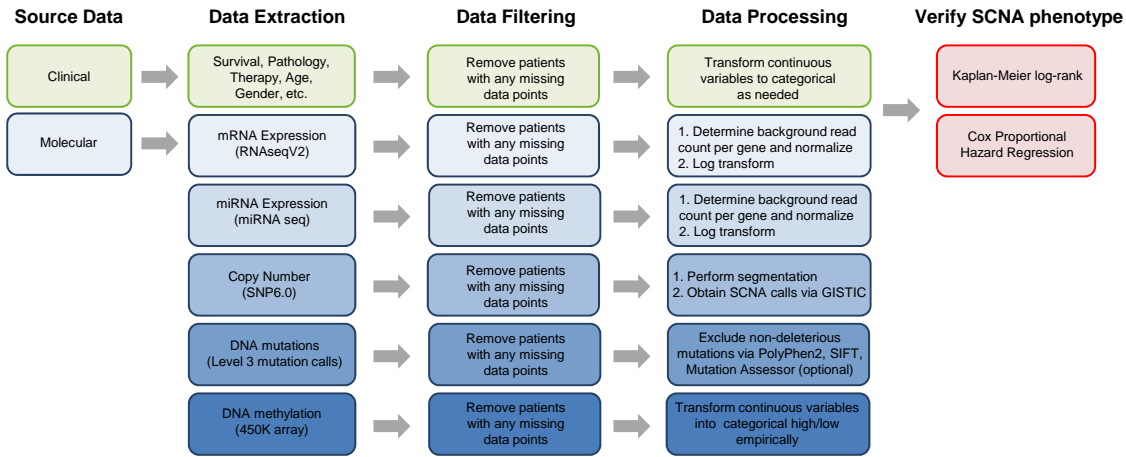 Source Data
Data Extraction
Data Filtering
Data Processing
Verify SCNA phenotype
Clinical
Survival, Pathology,
Therapy, Age,
Gender, etc.
Remove patients
with any missing
data points
Transform continuous
variables to categorical
as needed
Kaplan-Meier log-rank
Molecular
mRNA Expression
(RNAseqV2)
Remove patients
with any missing
data points
1. Determine background read
count per gene and normalize
2. Log transform
Cox Proportional
Hazard Regression
miRNA Expression
(miRNA seq)
Remove patients
with any missing
data points
1. Determine background read
count per gene and normalize
2. Log transform
Copy Number
(SNP6.0)
Remove patients
with any missing
data points
1. Perform segmentation
2. Obtain SCNA calls via GISTIC
DNA mutations
(Level 3 mutation calls)
Remove patients
with any missing
data points
Exclude non-deleterious
mutations via PolyPhen2, SIFT,
Mutation Assessor (optional)
DNA methylation
(450K array)
Remove patients
with any missing
data points
Transform continuous variables
into categorical high/low
empirically